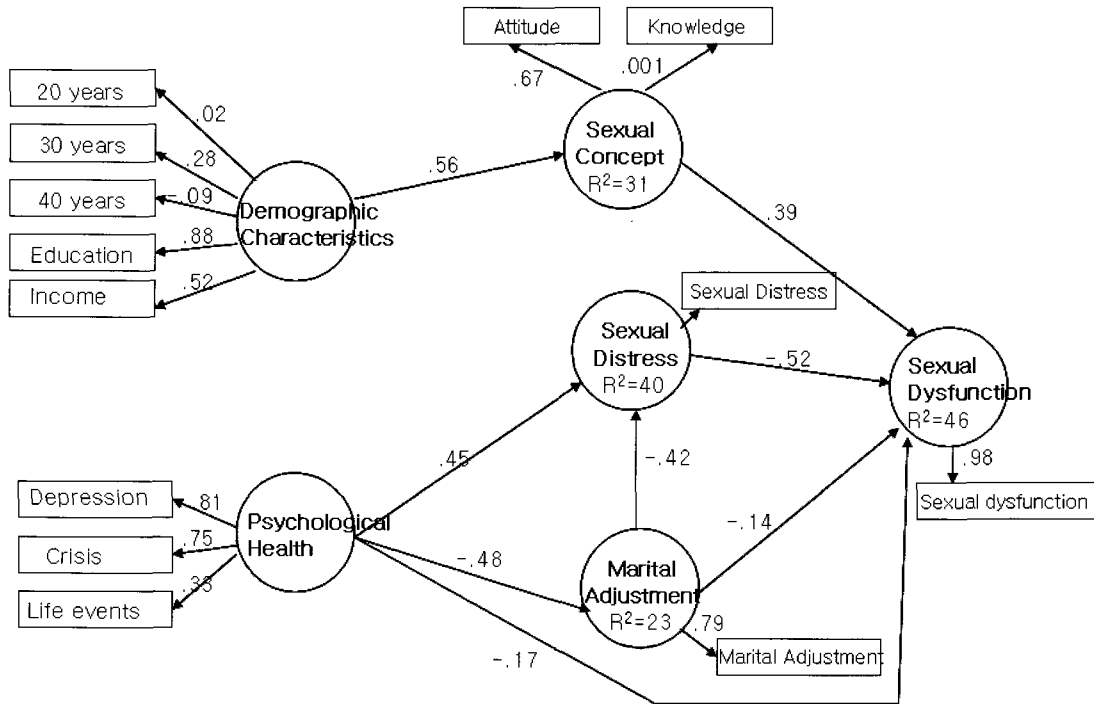 Attitude
Knowledge
.67
.001
20 years
.02
30 years
.28
40 years
-.09
Education
.88
Income
.52
Demographic
Characteristics
.56
Sexual
Concept
R²=31
.39
Sexual Distress
Sexual
Distress
R²=40
-.52
Sexual
Dysfunction
R²=46
.98
Sexual dysfunction
.45
-.42
Depression
.81
Crisis
.75
Life events
.33
Psychological
Health
-.48
-.14
Marital
Adjustment
R²=23
.79
Marital Adjustment
-.17